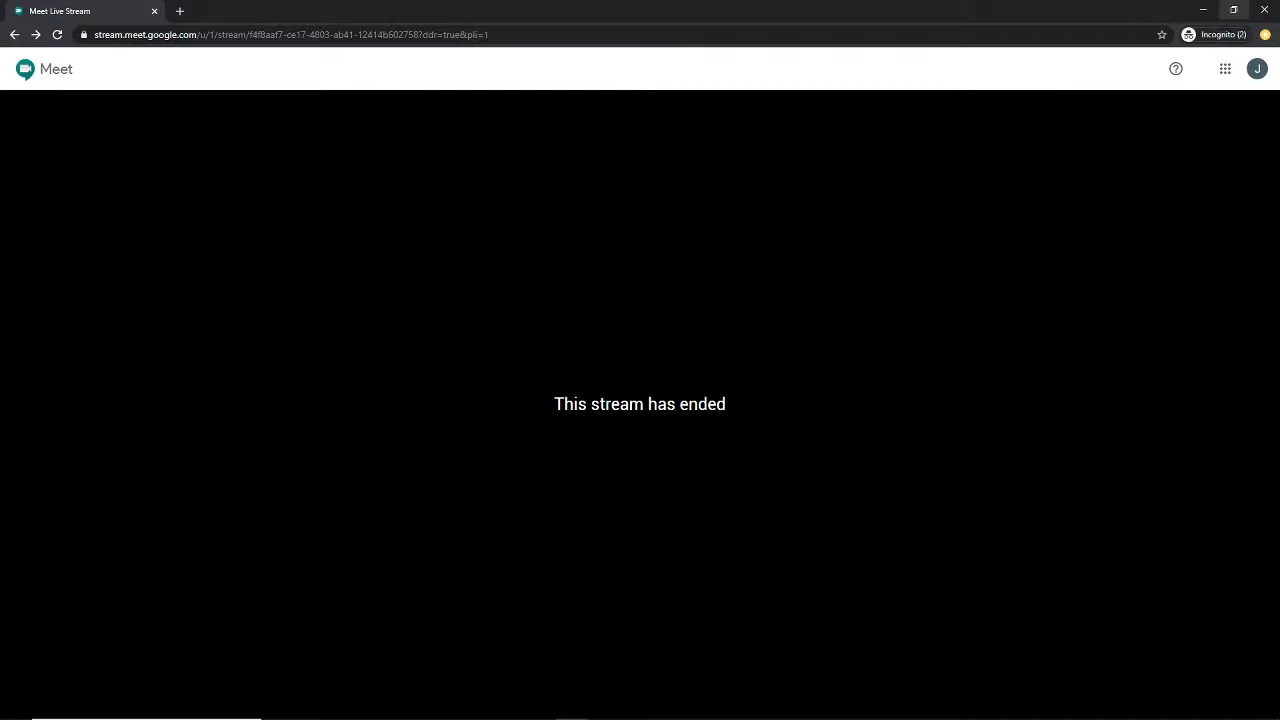 Meet Live Stream
stream.meet.google.com/u/1/stream/f4f8aaf7-ce17-4803-ab41-12414b602758?ddr=true&pli=1
Incognito (2)
Meet
J
This stream has ended